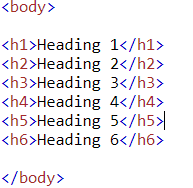 <body>
<h1>Heading 1</h1>
<h2>Heading 2</h2>
<h3>Heading 3</h3>
<h4>Heading 4</h4>
<h5>Heading 5</h5>
<h6>Heading 6</h6>
</body>